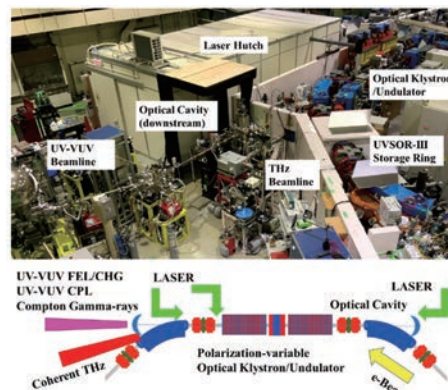 Laser Hutch
Optical Klystron
/Undulator
Optical Cavity
(downstream)
UV-VUV
Beamline
UVSOR-III
Storage Ring
THz
Beamline
UV-VUV FEL/CHG
UV-VUV CPL
Compton Gamma-rays
LASER
LASER
Optical Cavity
Coherent THz
Polarization-variable
Optical Klystron/Undulator